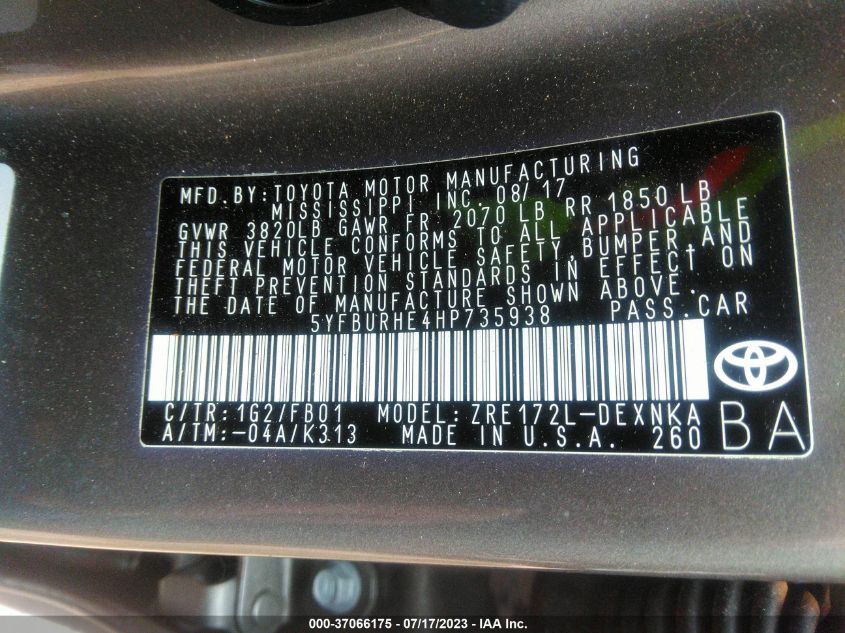 MFD.BY:TOYOTA MOTOR MANUFACTURING
MISSISSIPPI INC. 08/17
GVWR 3820LB GAWR FR 2070 LB RR 1850 LB
THIS VEHICLE CONFORMS TO ALL APPLICABLE
FEDERAL MOTOR VEHICLE SAFETY,BUMPER,AND
THEFT PREVENTION STANDARDS IN EFFECT ON
THE DATE OF MANUFACTURE SHOWN ABOVE.
5YFBURHE4HP735938 PASS.CAR
C/TR:1G2/FB01 MODEL:ZRE172L-DEXNKA
A/TM:-04A/K313 MADE IN U.S.A. 260
BA
000-37066175 / 07/17/2023 - IAA Inc.